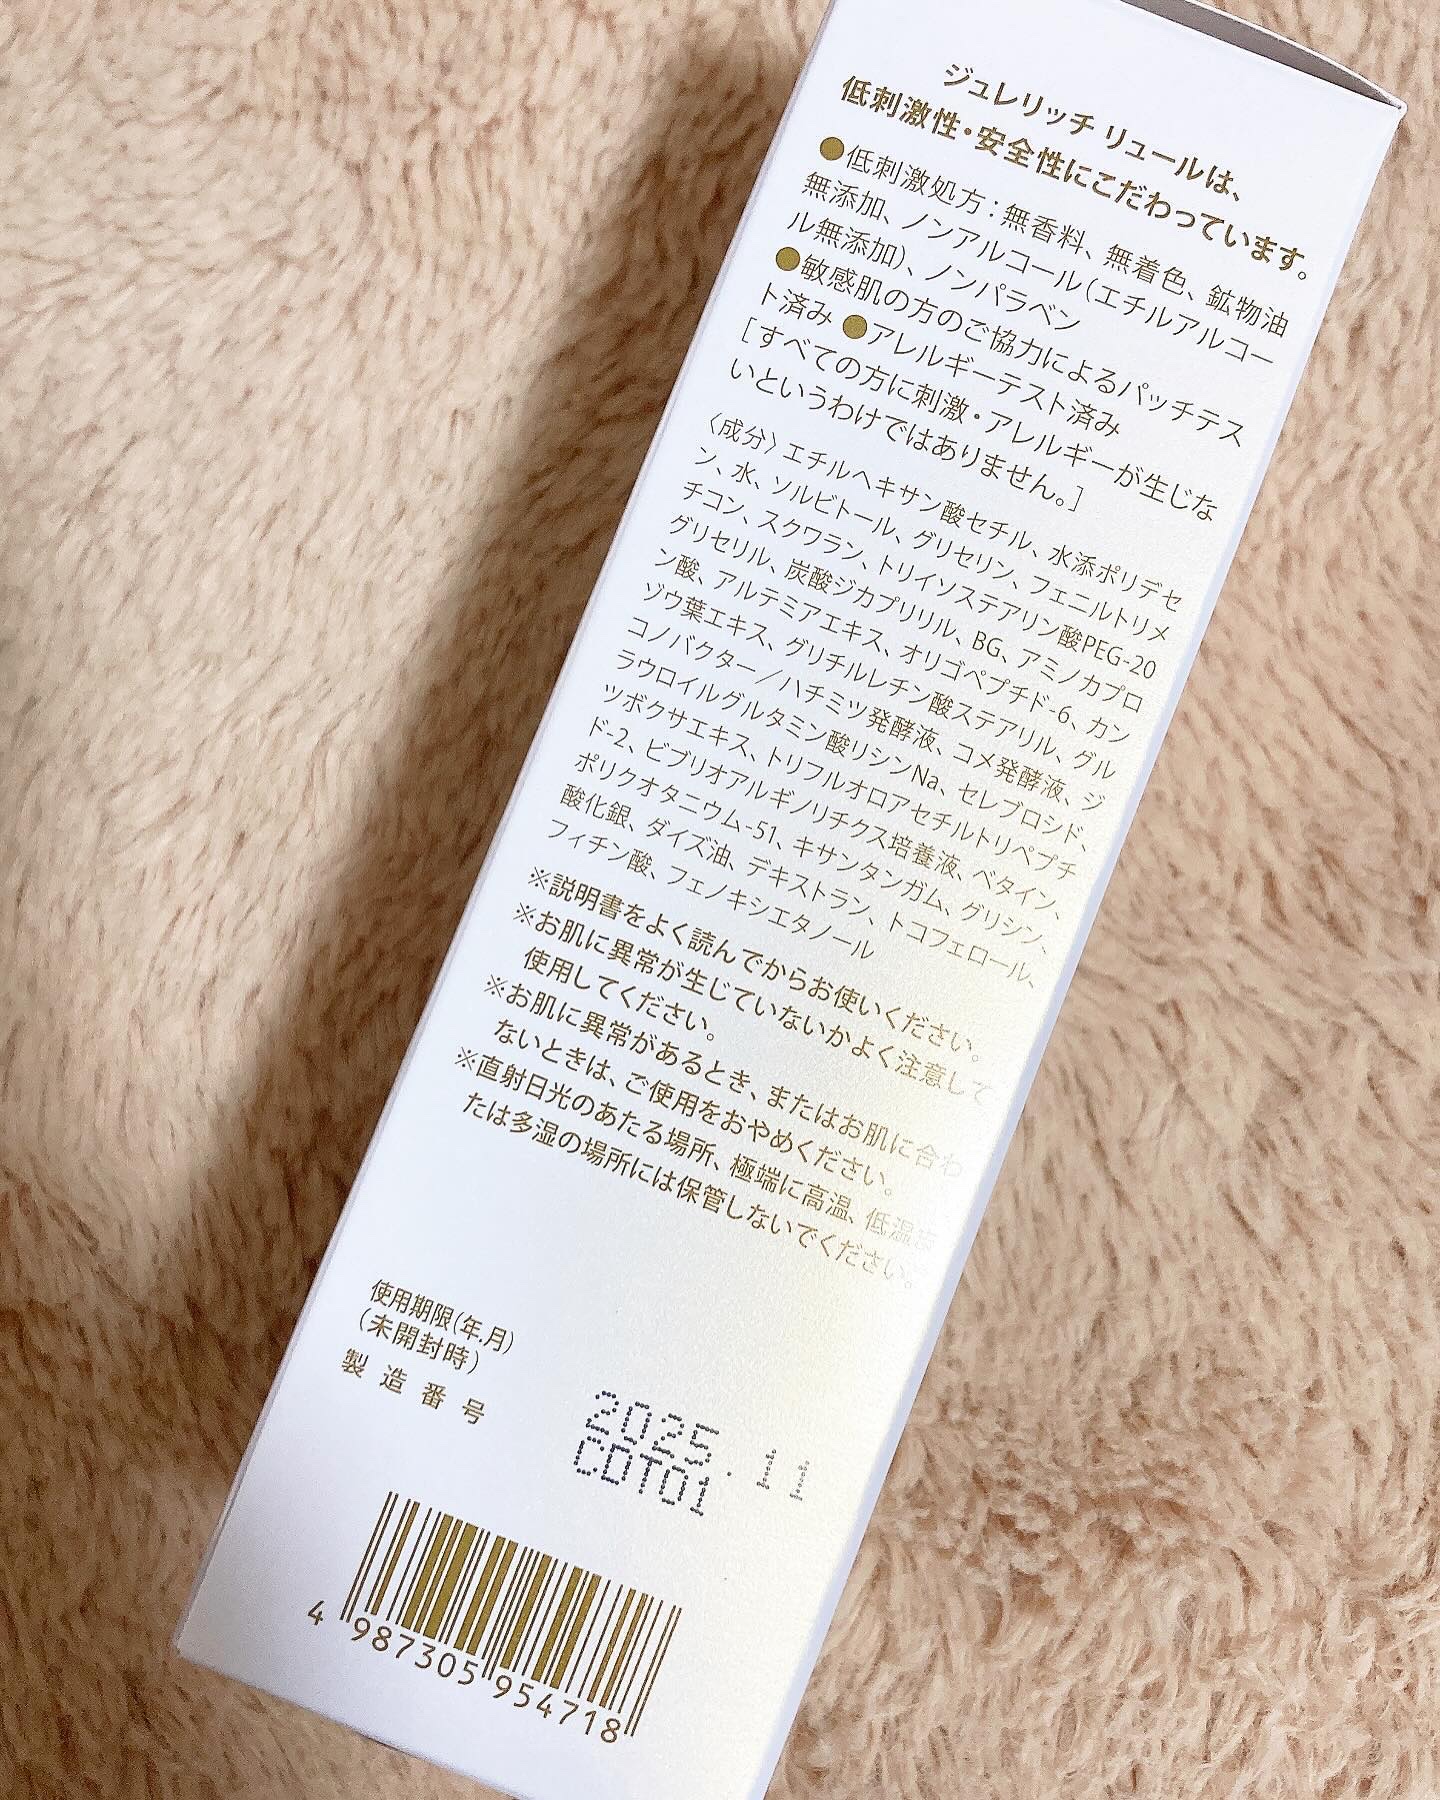 ジュレリッチ リュールは、
低刺激性・安全性にこだわっています。
●低刺激処方：無香料、無着色、鉱物油
無添加、ノンアルコール（エチルアルコー
ル無添加）、ノンパラベン
●敏感肌の方のご協力によるパッチテス
ト済み ●アレルギーテスト済み
［すべての方に刺激・アレルギーが生じな
いというわけではありません。］
〈成分〉エチルヘキサン酸セチル、水添ポリデセ
ン、水、ソルビトール、グリセリン、フェニルトリメ
チコン、スクワラン、トリイソステアリン酸PEG-20
グリセリル、炭酸ジカプリリル、BG、アミノカプロ
ン酸、アルテミアエキス、オリゴペプチド-6、カン
ゾウ葉エキス、グリチルレチン酸ステアリル、グル
コノバクター／ハチミツ発酵液、コメ発酵液、ジ
ラウロイルグルタミン酸リシンNa、セレブロシド、
ツボクサエキス、トリフルオロアセチルトリペプチ
ド-2、ビブリオアルギノリチクス培養液、ベタイン、
ポリクオタニウム-51、キサンタンガム、グリシン、
酸化銀、ダイズ油、デキストラン、トコフェロール、
フィチン酸、フェノキシエタノール
※説明書をよく読んでからお使いください。
※お肌に異常が生じていないかよく注意して
使用してください。
※お肌に異常があるとき、またはお肌に合わ
ないときは、ご使用をおやめください。
※直射日光のあたる場所、極端に高温、低温ま
たは多湿の場所には保管しないでください。
使用期限（年.月）
（未開封時）
2025.11
製造番号
CDT01
4 987305 954718